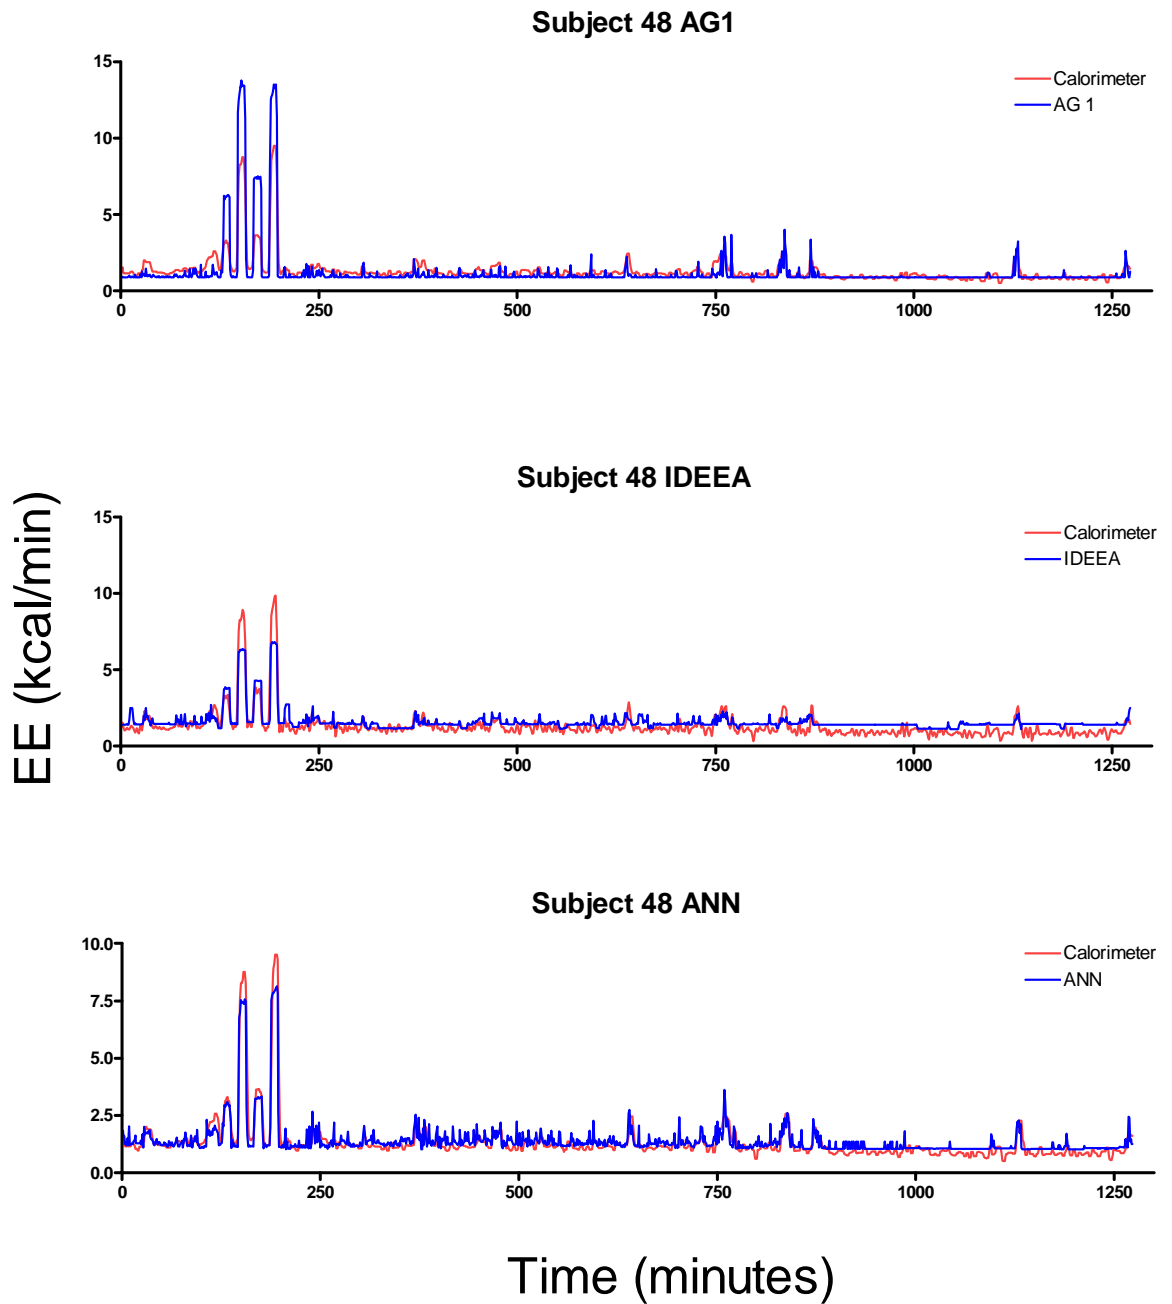 Subject 48 AG1
15
10
5
0
0 250 500 750 1000 1250
Calorimeter
AG 1
Subject 48 IDEEA
15
10
5
0
0 250 500 750 1000 1250
Calorimeter
IDEEA
EE (kcal/min)
Subject 48 ANN
10.0
7.5
5.0
2.5
0.0
0 250 500 750 1000 1250
Calorimeter
ANN
Time (minutes)